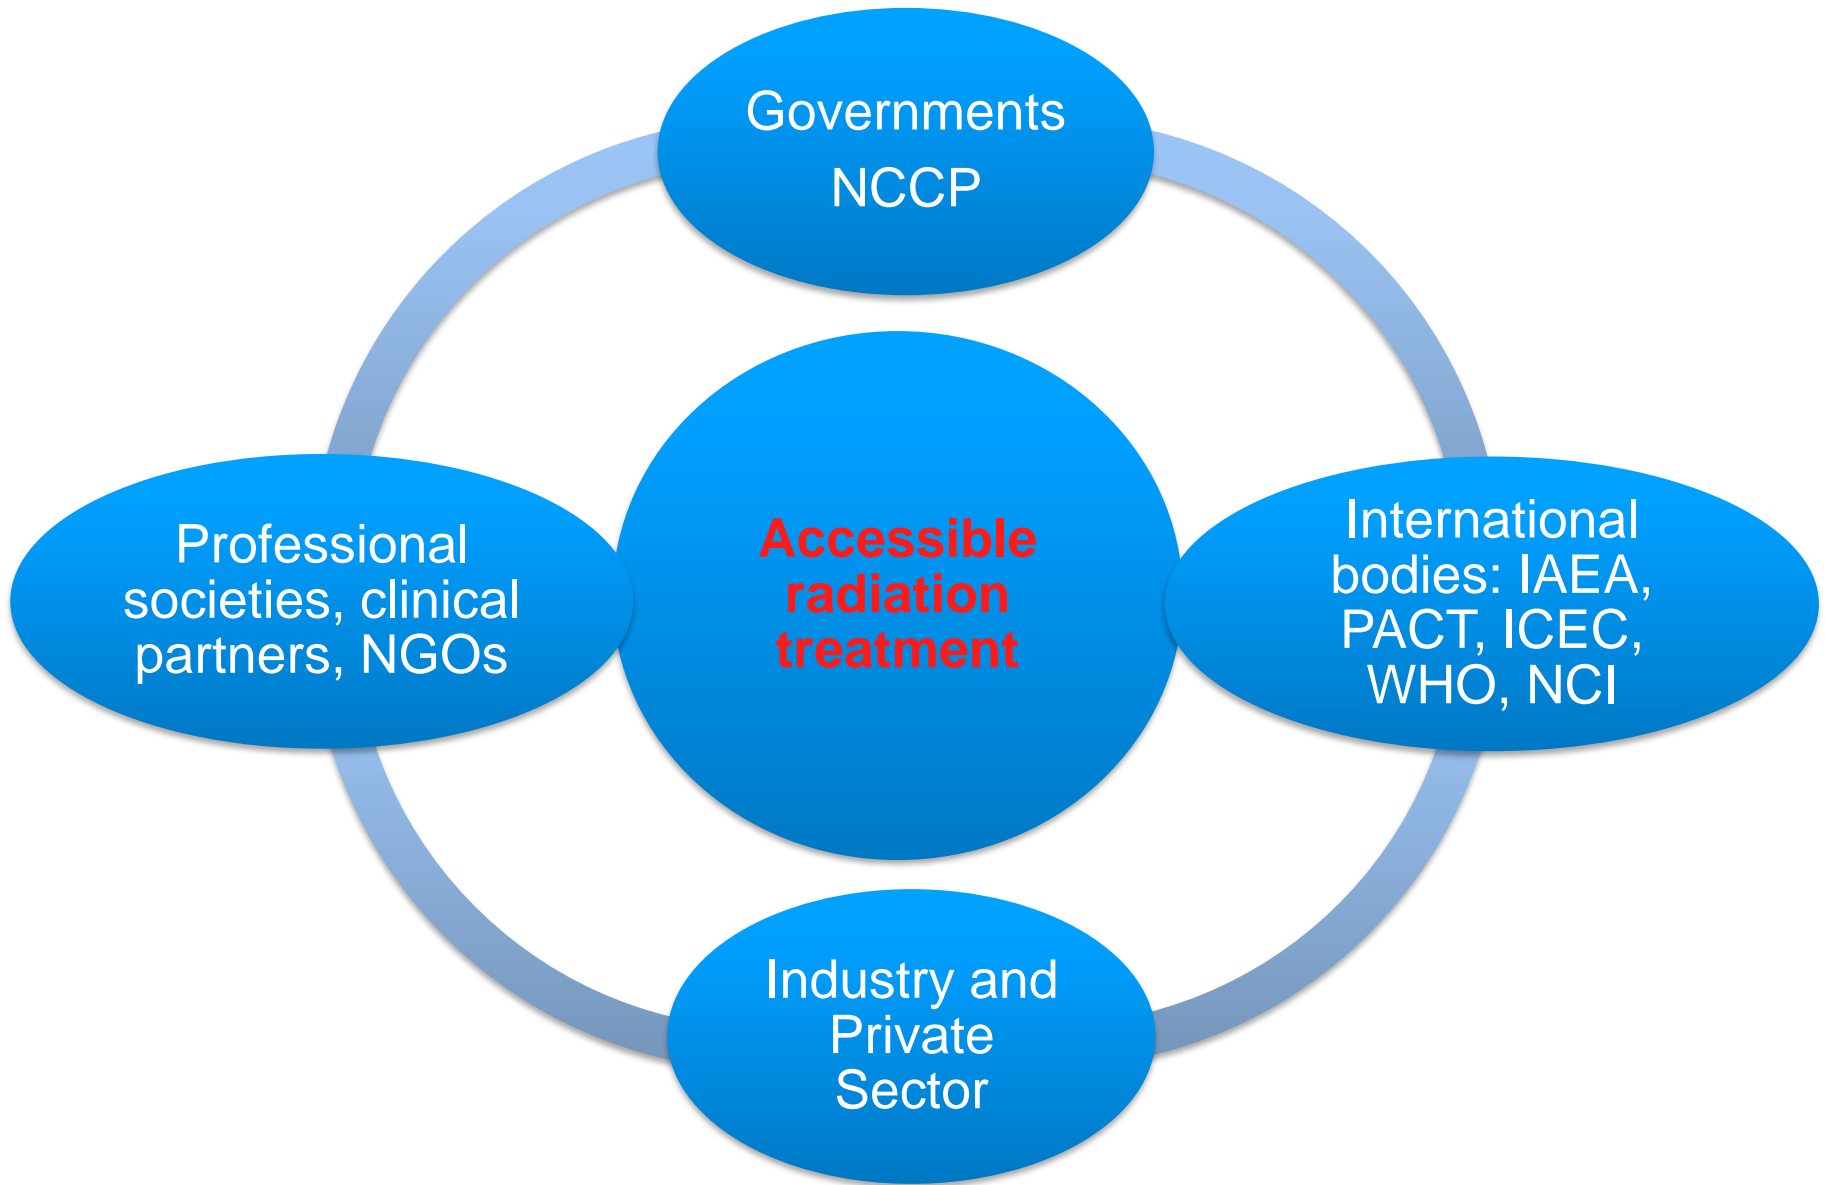 Governments
NCCP
Professional
societies, clinical
partners, NGOs
Accessible
radiation
treatment
International
bodies: IAEA,
PACT, ICEC,
WHO, NCI
Industry and
Private
Sector